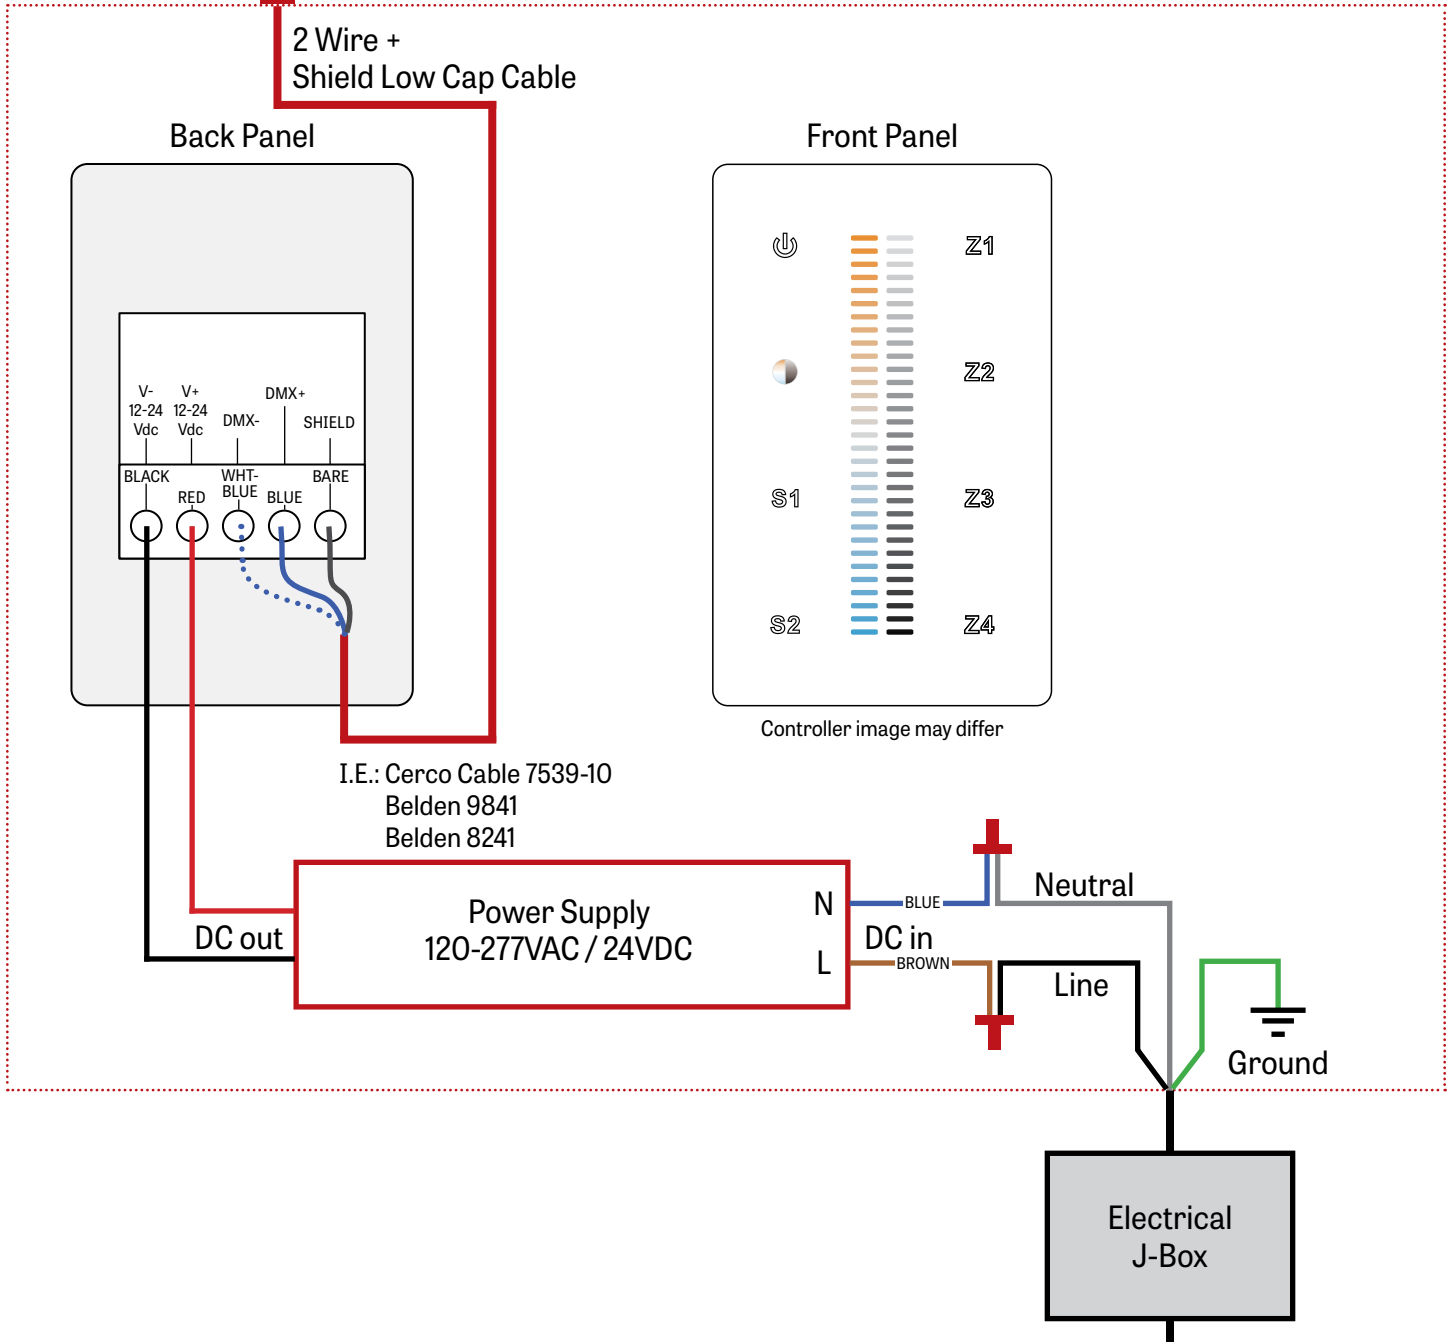 2 Wire +
Shield Low Cap Cable
Back Panel
Front Panel
V-
12-24
Vdc
V+
12-24
Vdc
DMX-
DMX+
SHIELD
BLACK
RED
WHT-
BLUE
BLUE
BARE
Z1
Z2
S1
Z3
S2
Z4
Controller image may differ
I.E.: Cerco Cable 7539-10
Belden 9841
Belden 8241
Power Supply
120-277VAC / 24VDC
DC out
N
L
BLUE
DC in
BROWN
Neutral
Line
Ground
Electrical
J-Box